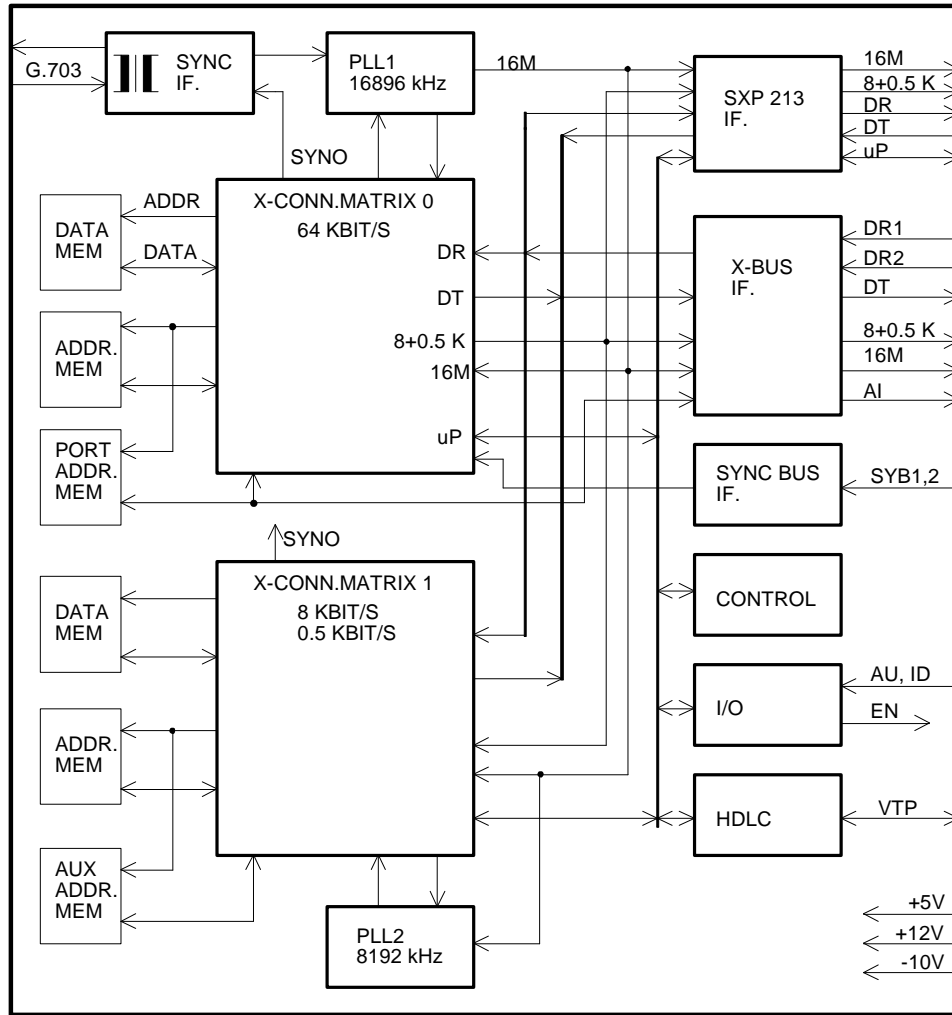 G.703
SYNC
IF.
PLL1
16896 kHz
16M
SXP 213
IF.
16M
8+0.5 K
DR
DT
uP
SYNO
X-CONN.MATRIX 0
64 KBIT/S
DATA
MEM
ADDR
DATA
DR
DT
8+0.5 K
16M
uP
X-BUS
IF.
DR1
DR2
DT
8+0.5 K
16M
AI
ADDR.
MEM
PORT
ADDR.
MEM
SYNC BUS
IF.
SYB1,2
SYNO
X-CONN.MATRIX 1
8 KBIT/S
0.5 KBIT/S
DATA
MEM
CONTROL
ADDR.
MEM
I/O
AU, ID
EN
HDLC
VTP
AUX
ADDR.
MEM
PLL2
8192 kHz
+5V
+12V
-10V